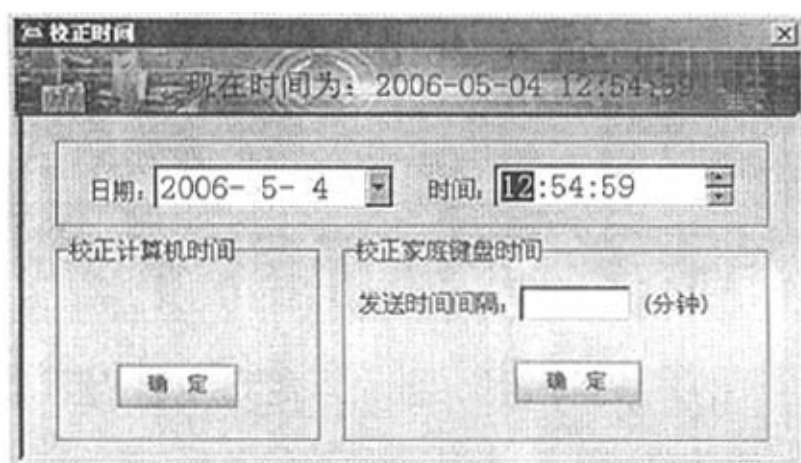 校正时间
现在时间为：2006-05-04 12:54:59
日期：2006- 5- 4 时间：12:54:59
校正计算机时间
校正家庭键盘时间
发送时间间隔： (分钟)
确 定
确 定